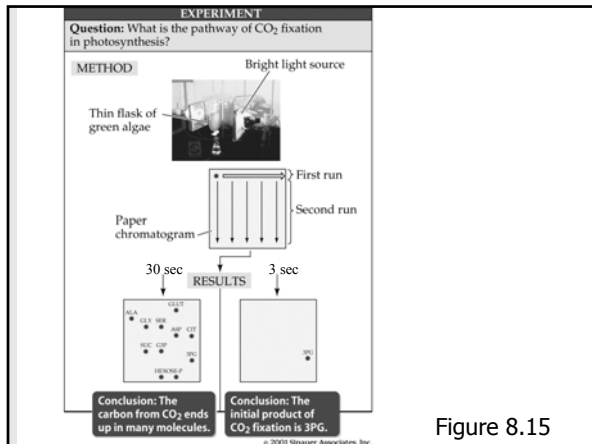 EXPERIMENT
Question: What is the pathway of CO₂ fixation
in photosynthesis?
METHOD
Bright light source
Thin flask of
green algae
First run
Second run
Paper
chromatogram
30 sec
3 sec
RESULTS
GLUT
ALA
GLY SER
ASP CIT
SUC G3P
3PG
HEXOSE-P
3PG
Conclusion: The
carbon from CO₂ ends
up in many molecules.
Conclusion: The
initial product of
CO₂ fixation is 3PG.
© 2001 Sinauer Associates, Inc.
Figure 8.15